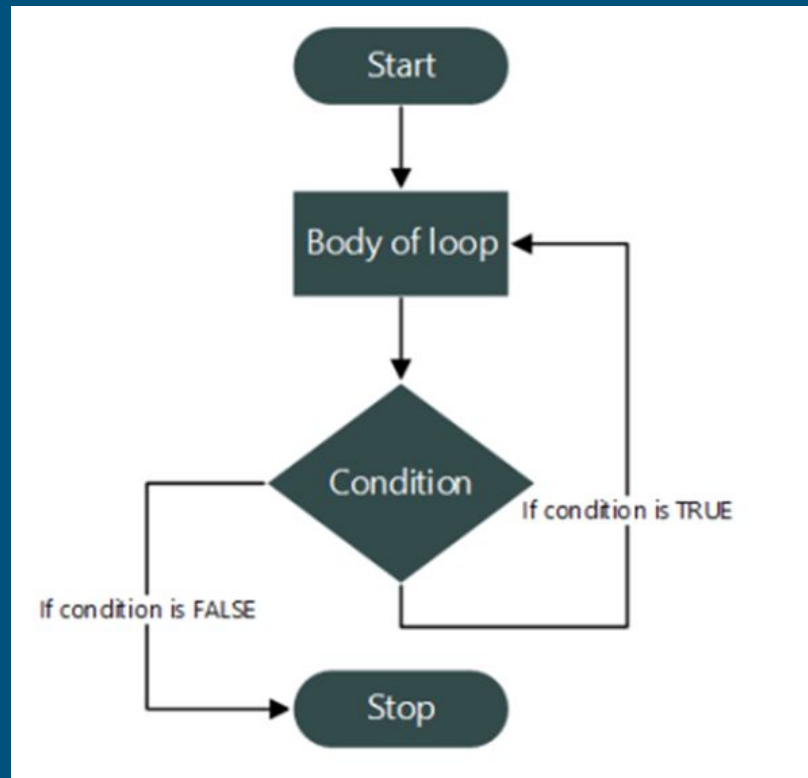 Start
Body of loop
Condition
If condition is TRUE
If condition is FALSE
Stop